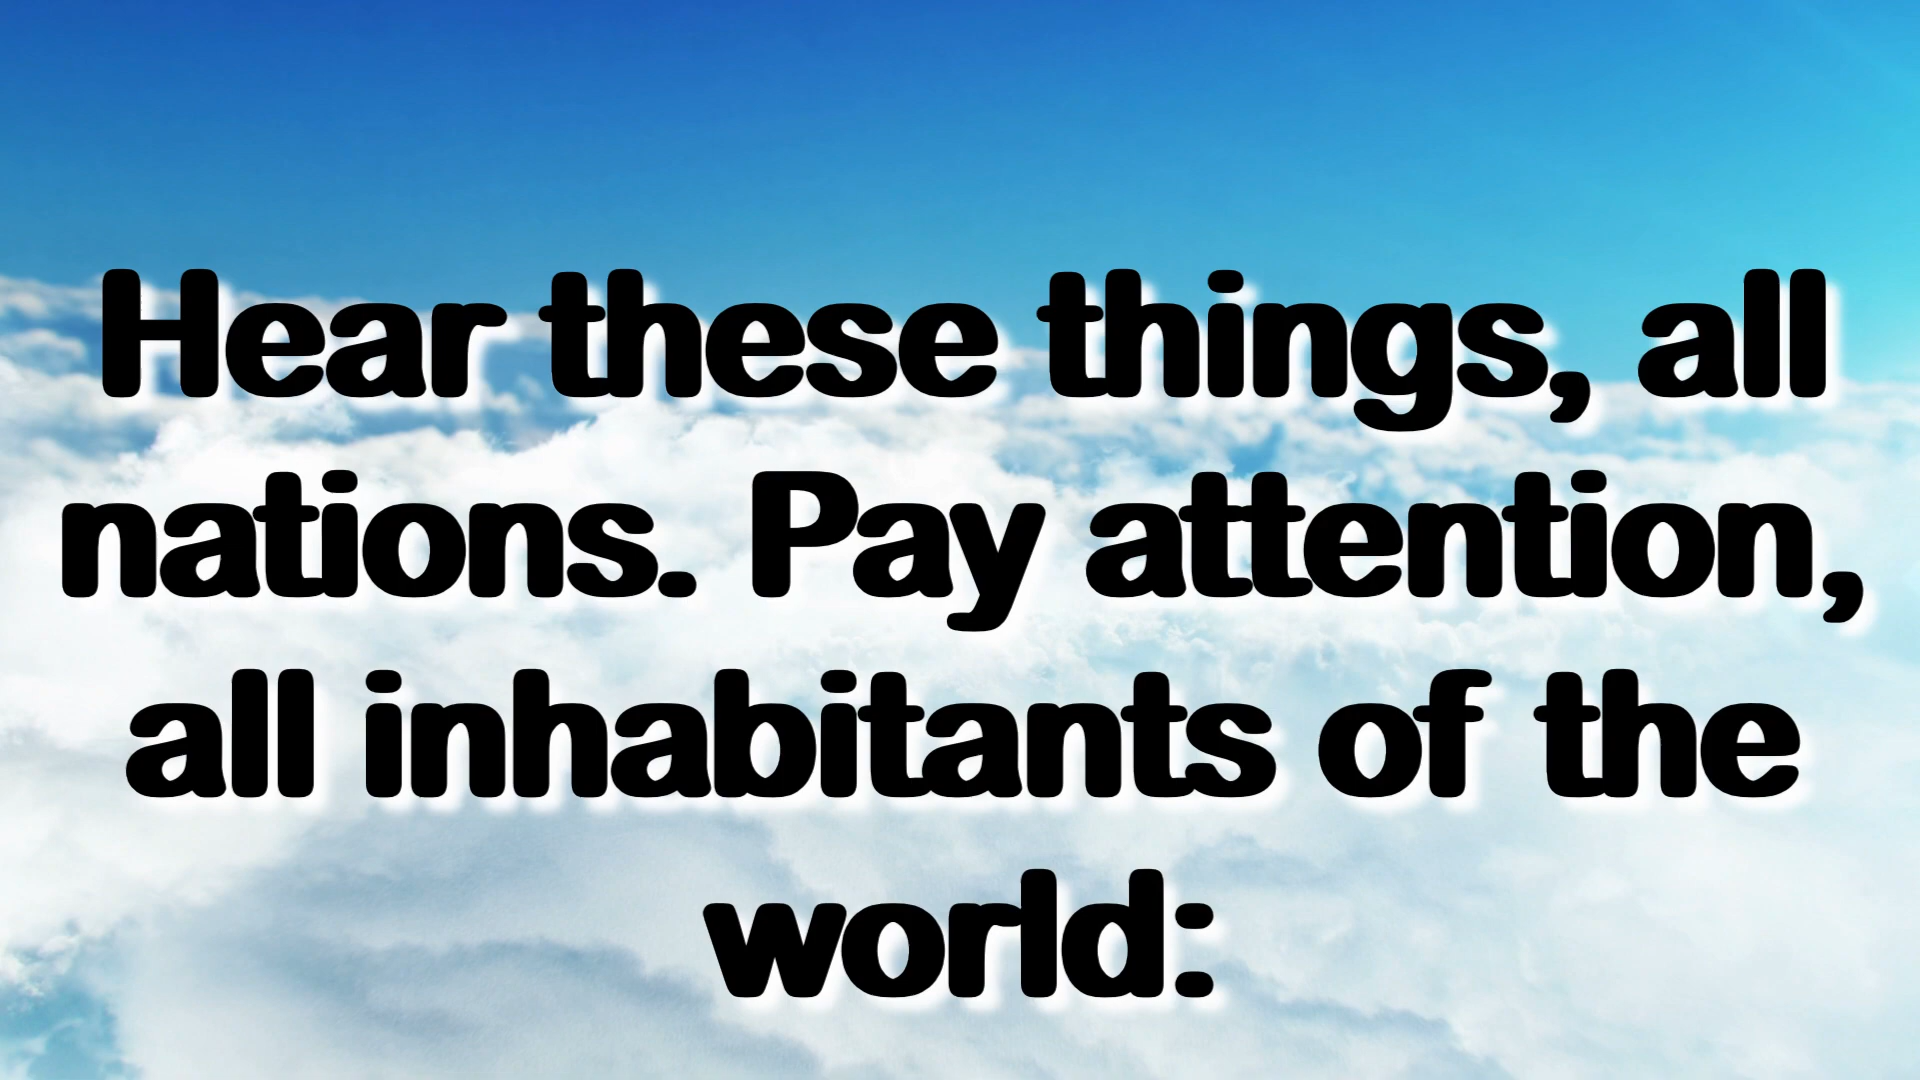 Hear these things, all
nations. Pay attention,
all inhabitants of the
world: